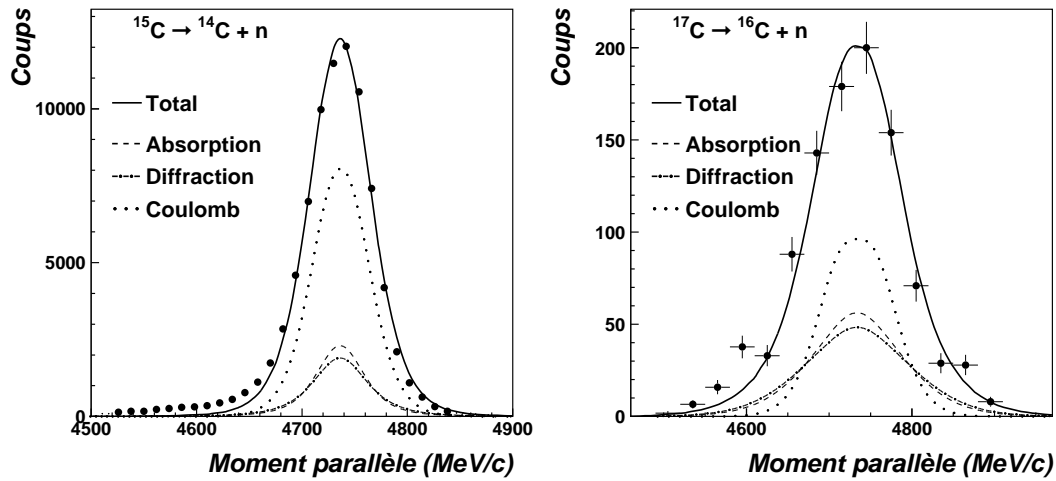 Coups
¹⁵C → ¹⁴C + n
Total
Absorption
Diffraction
Coulomb
10000
5000
0
4500
4600
4700
4800
4900
Moment parallèle (MeV/c)
Coups
¹⁷C → ¹⁶C + n
Total
Absorption
Diffraction
Coulomb
200
150
100
50
0
4600
4800
Moment parallèle (MeV/c)